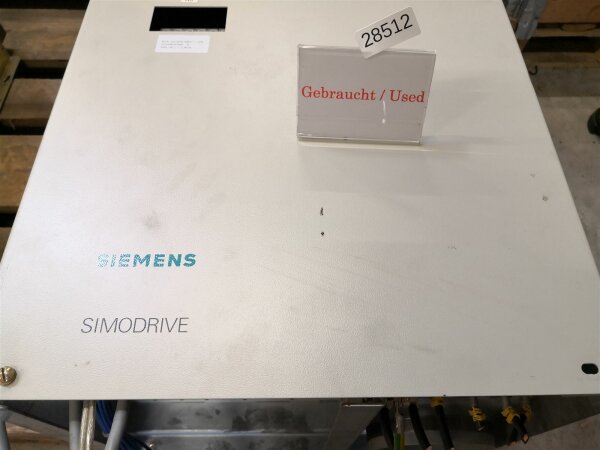 28512
Gebraucht / Used
SIEMENS
SIMODRIVE